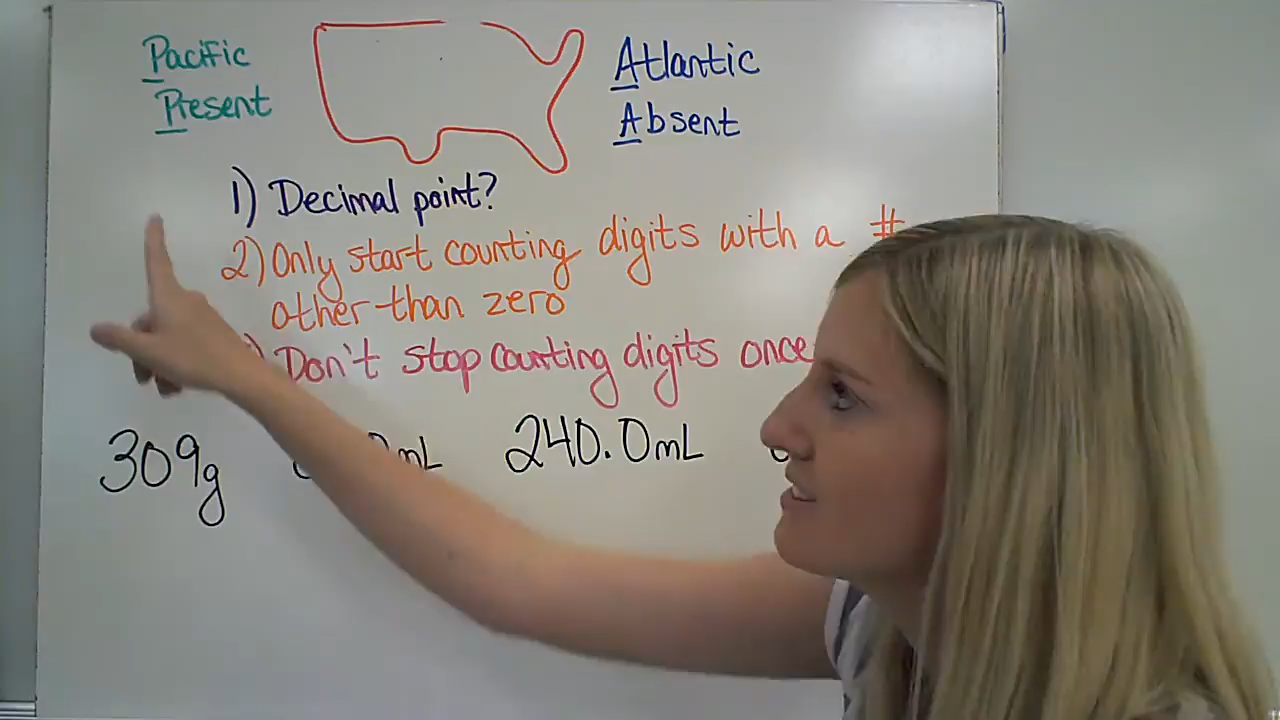 Pacific
Present
Atlantic
Absent
1) Decimal point?
2) Only start counting digits with a #
other than zero
Don't stop counting digits once
309g
mL
240.0mL